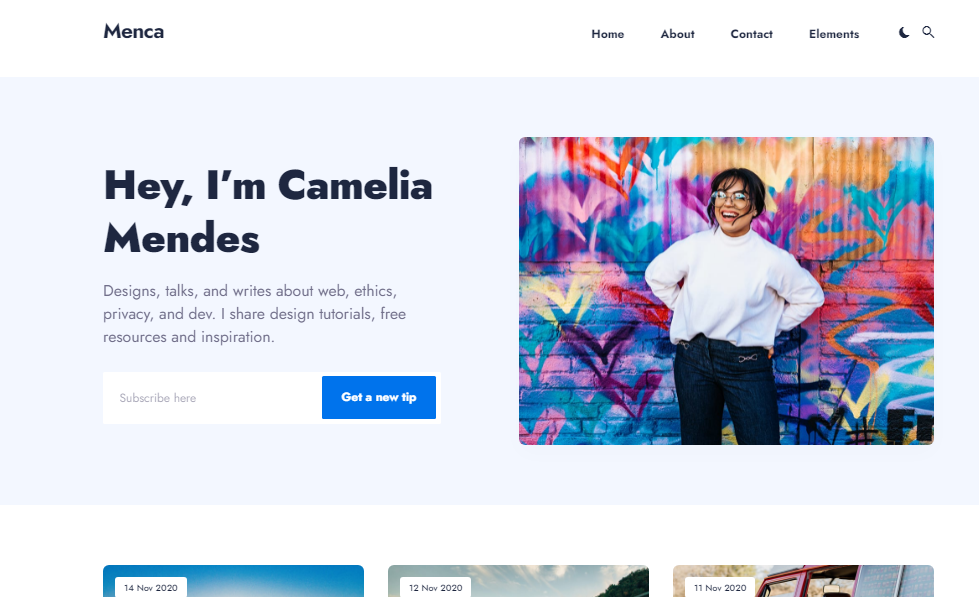 Menca
Home About Contact Elements
Hey, I'm Camelia
Mendes
Designs, talks, and writes about web, ethics,
privacy, and dev. I share design tutorials, free
resources and inspiration.
Subscribe here
Get a new tip
14 Nov 2020
12 Nov 2020
11 Nov 2020